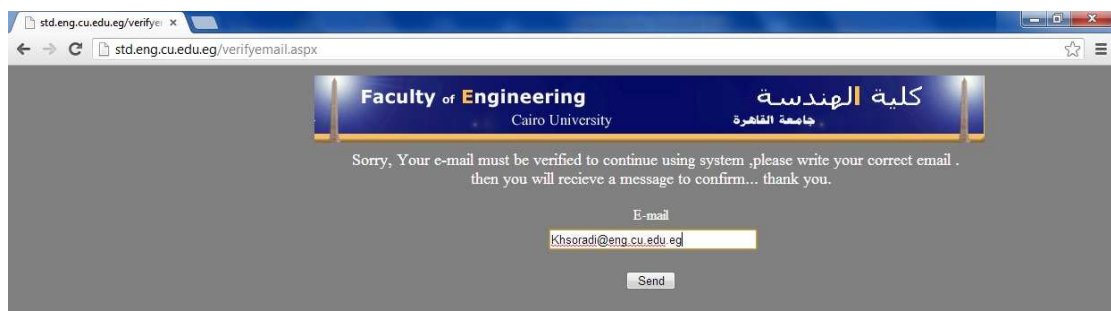 std.eng.cu.edu.eg/verifye
std.eng.cu.edu.eg/verifyemail.aspx
Faculty of Engineering
Cairo University
كلية الهندسة
جامعة القاهرة
Sorry, Your e-mail must be verified to continue using system ,please write your correct email .
then you will recieve a message to confirm... thank you.
E-mail
Khsoradi@eng.cu.edu.eg
Send